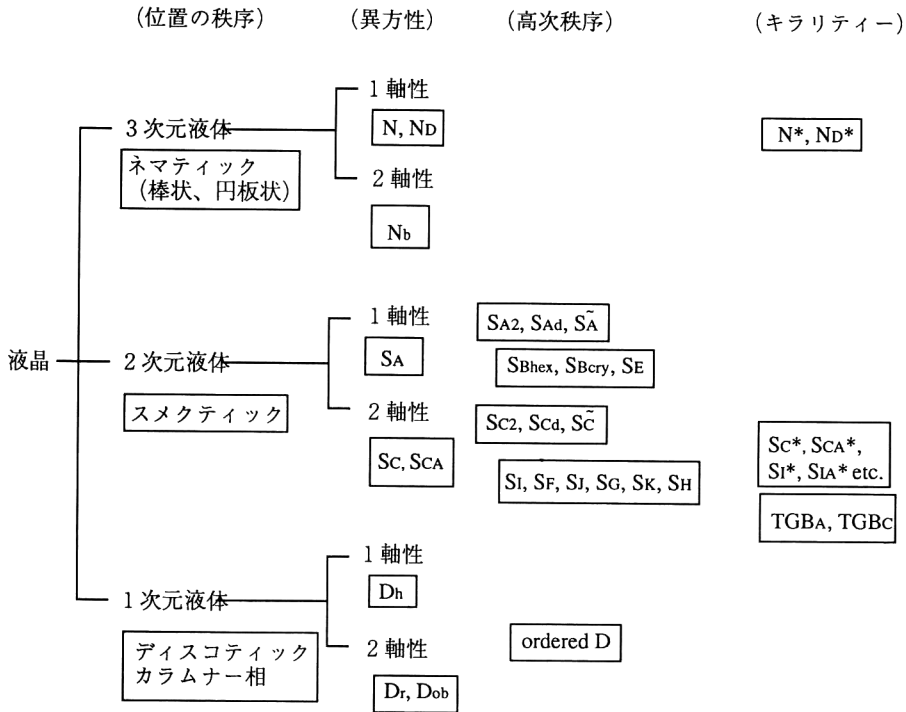 (位置の秩序) (異方性) (高次秩序) (キラリティー)
1 軸性
3 次元液体
N, ND
N*, ND*
ネマティック
(棒状、円板状)
2 軸性
Nb
1 軸性
SA2, SAd, SÃ
液晶
2 次元液体
SA
SBhex, SBcry, SE
スメクティック
2 軸性
SC2, SCd, SC̃
SC, SCA
SC*, SCA*,
SI*, SIA* etc.
SI, SF, SJ, SG, SK, SH
TGBA, TGBC
1 軸性
1 次元液体
Dh
ディスコティック
カラムナー相
2 軸性
ordered D
Dr, Dob